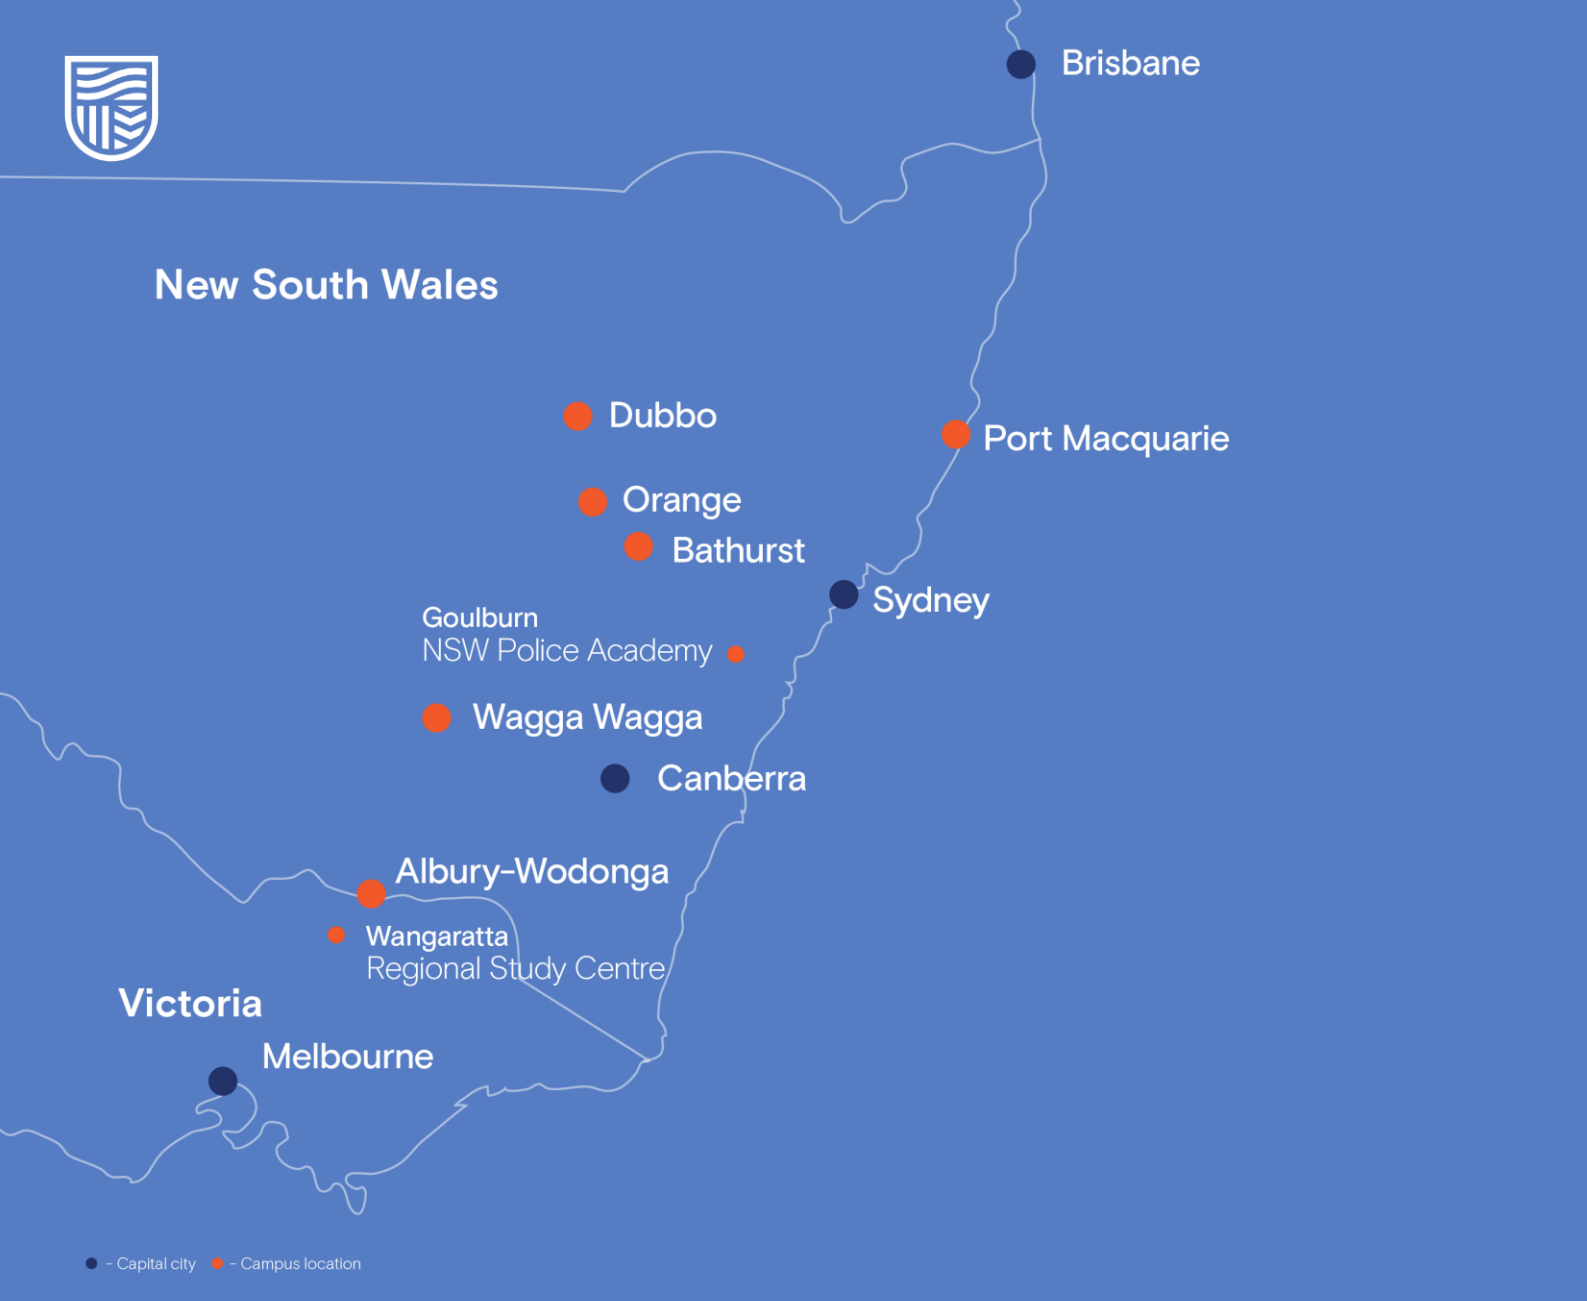 Brisbane
New South Wales
Dubbo
Port Macquarie
Orange
Bathurst
Sydney
Goulburn
NSW Police Academy
Wagga Wagga
Canberra
Albury–Wodonga
Wangaratta
Regional Study Centre
Victoria
Melbourne
– Capital city – Campus location